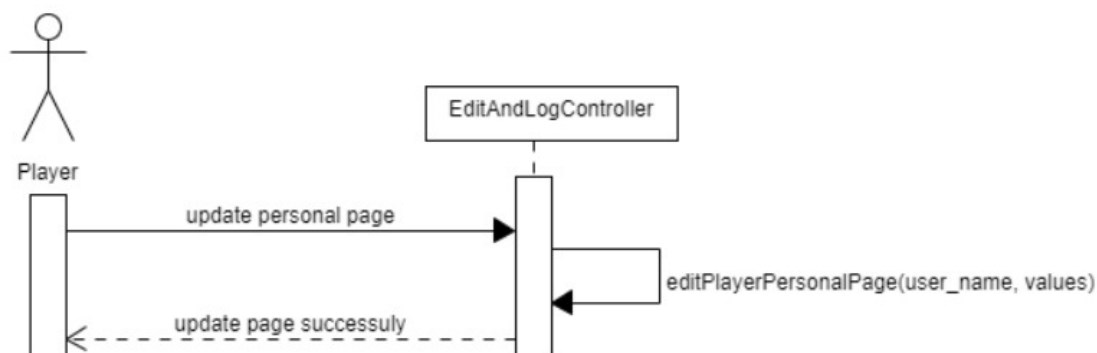 EditAndLogController
Player
update personal page
editPlayerPersonalPage(user_name, values)
update page successuly